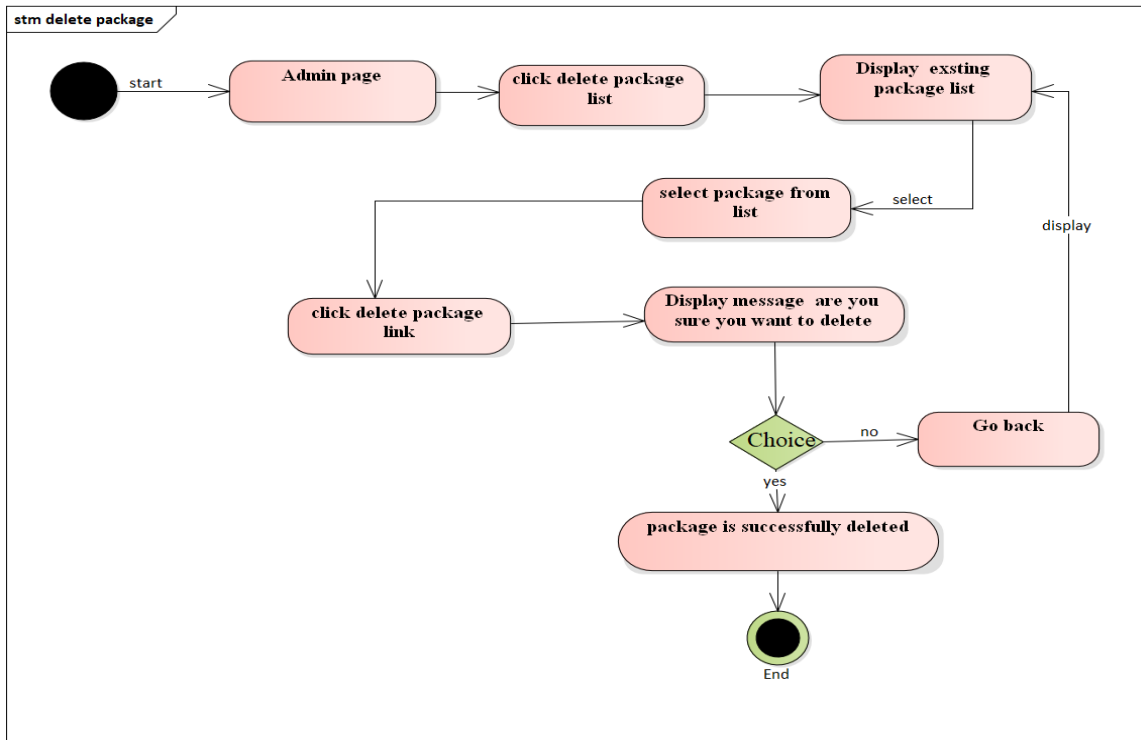 stm delete package
start
Admin page
click delete package
list
Display exsting
package list
select package from
list
select
display
click delete package
link
Display message are you
sure you want to delete
Choice
no
Go back
yes
package is successfully deleted
End